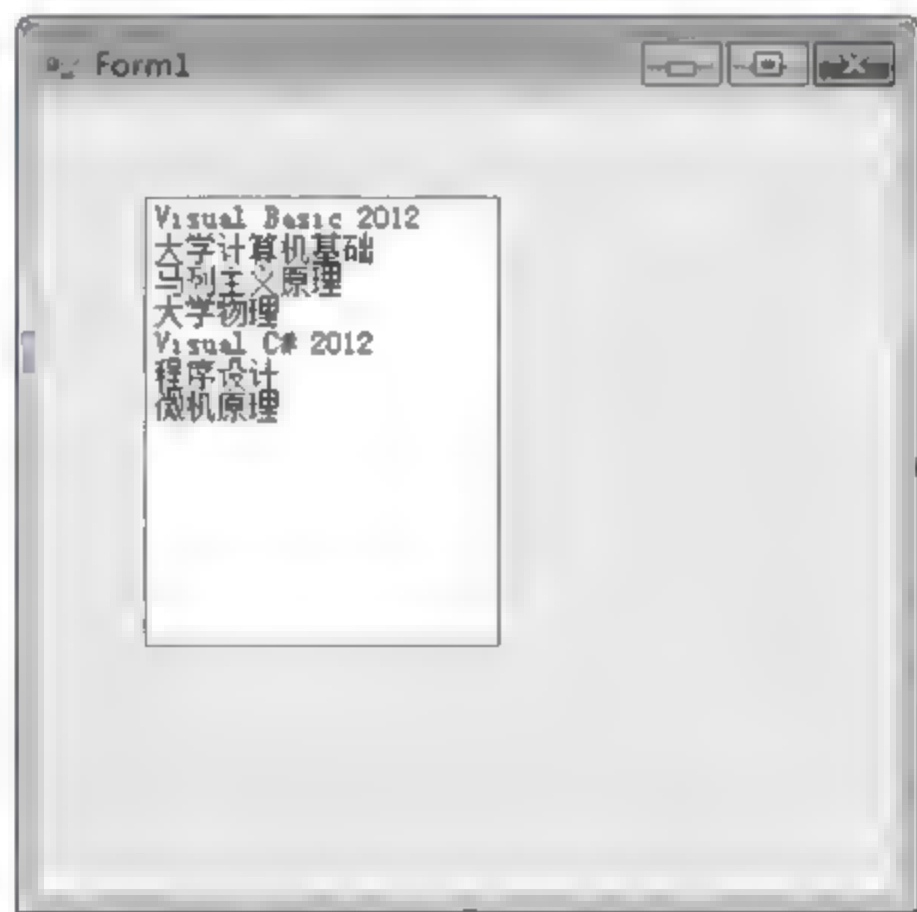 Form1
Visual Basic 2012
大学计算机基础
马列主义原理
大学物理
Visual C# 2012
程序设计
微机原理